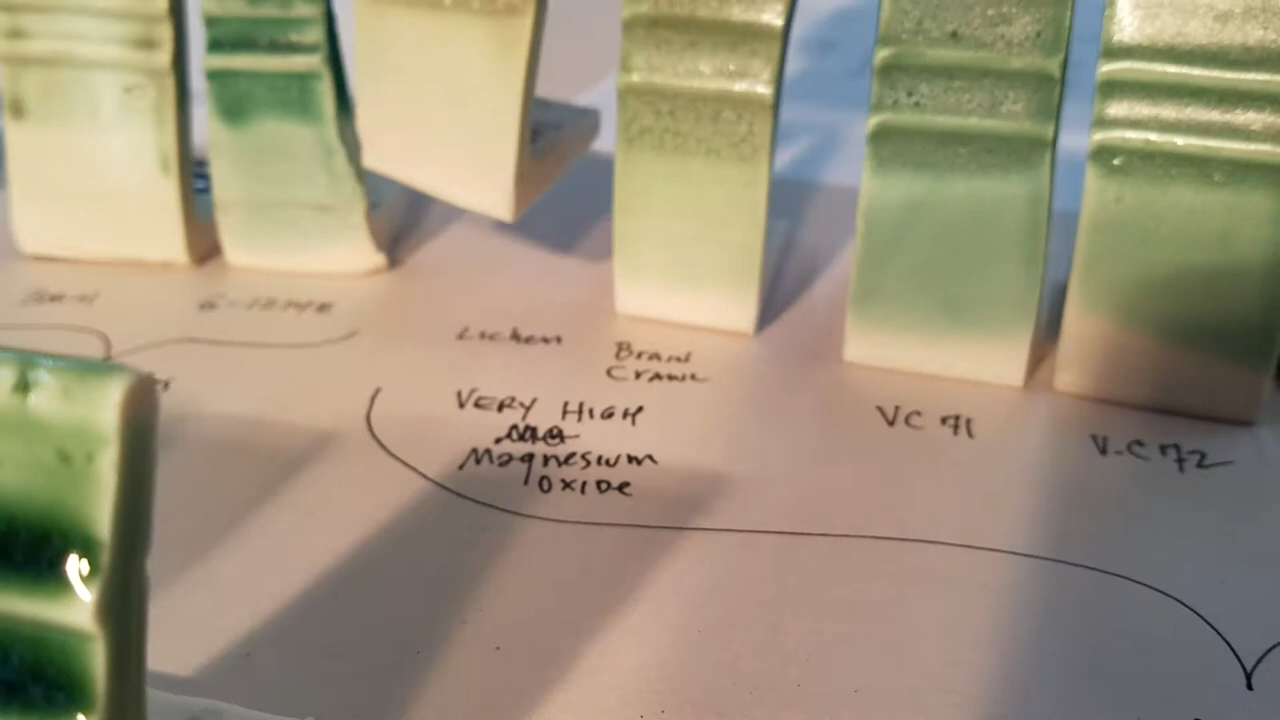 Lichen
Brain
Crawl
VERY HIGH
Magnesium
OXIDE
VC 71
V.C 72